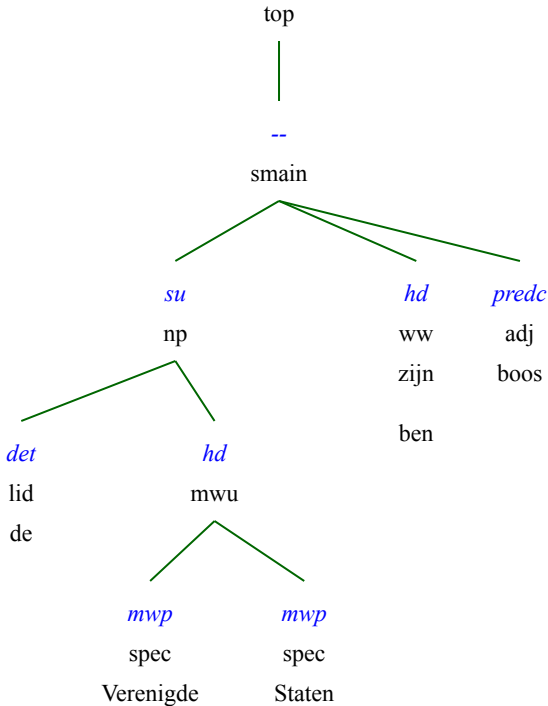 top
--
smain
su hd predc
np ww adj
zijn boos
ben
det hd
lid mwu
de
mwp mwp
spec spec
Verenigde Staten